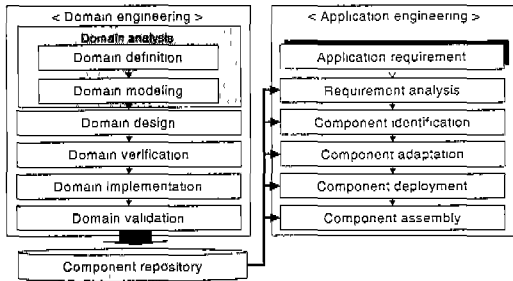 < Domain engineering >
Domain analysis
Domain definition
Domain modeling
Domain design
Domain verification
Domain implementation
Domain validation
Component repository
< Application engineering >
Application requirement
Requirement analysis
Component identification
Component adaptation
Component deployment
Component assembly